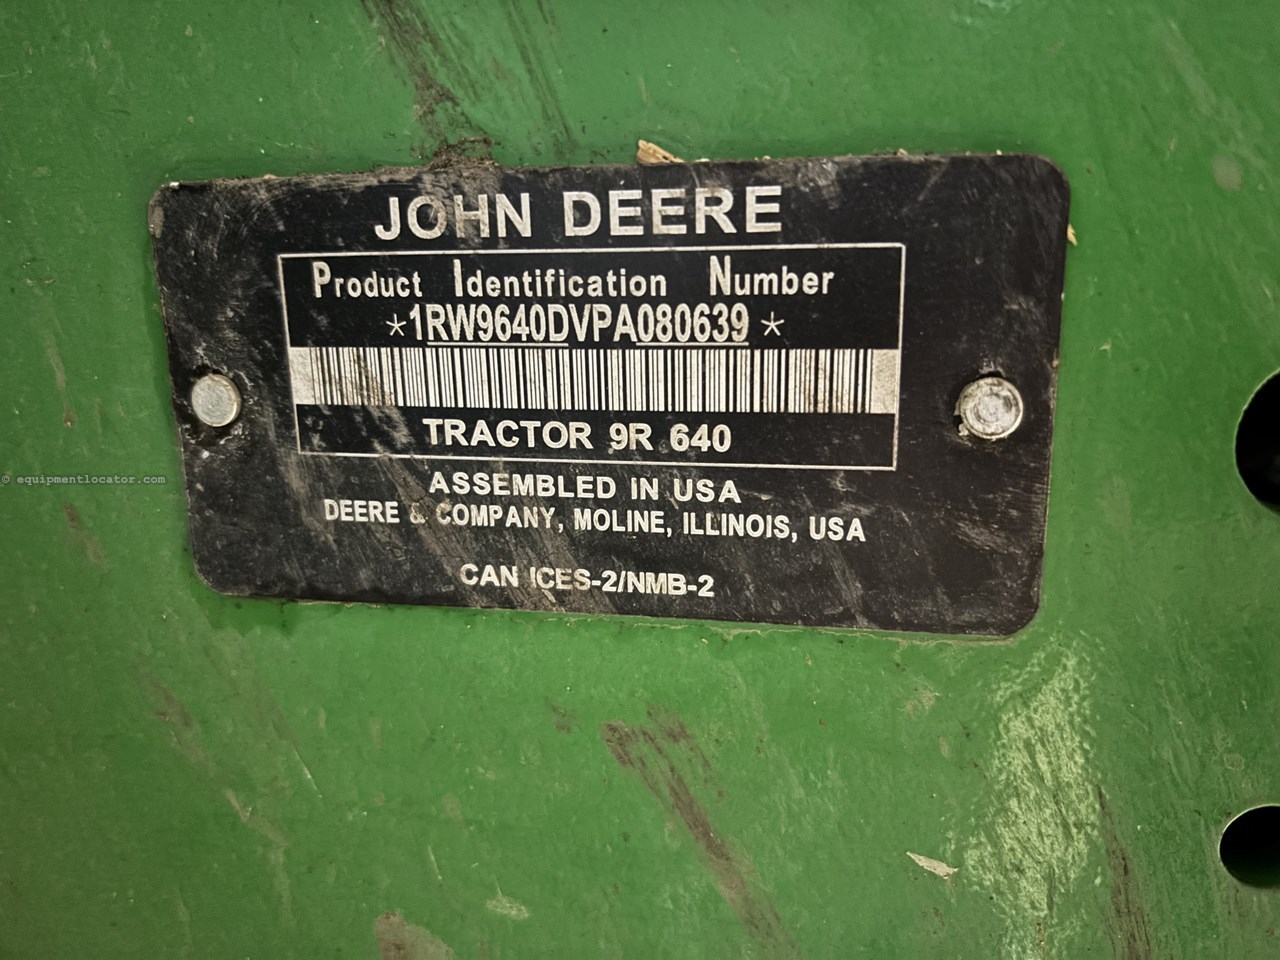 JOHN DEERE
Product Identification Number
*1RW9640DVPA080639*
TRACTOR 9R 640
ASSEMBLED IN USA
DEERE & COMPANY, MOLINE, ILLINOIS, USA
CAN ICES-2/NMB-2
© equipmentlocator.com